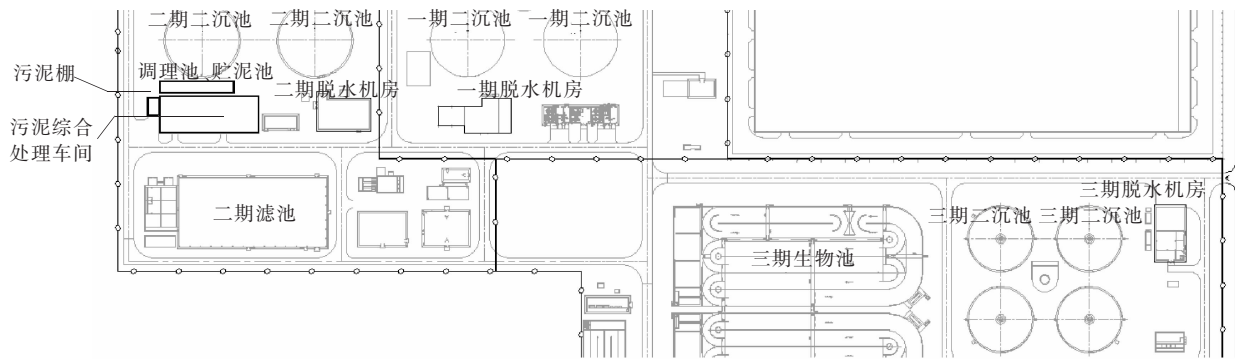 二期二沉池
二期二沉池
一期二沉池
一期二沉池
污泥棚
调理池、贮泥池
二期脱水机房
一期脱水机房
污泥综合
处理车间
三期脱水机房
二期滤池
三期二沉池
三期二沉池
三期生物池